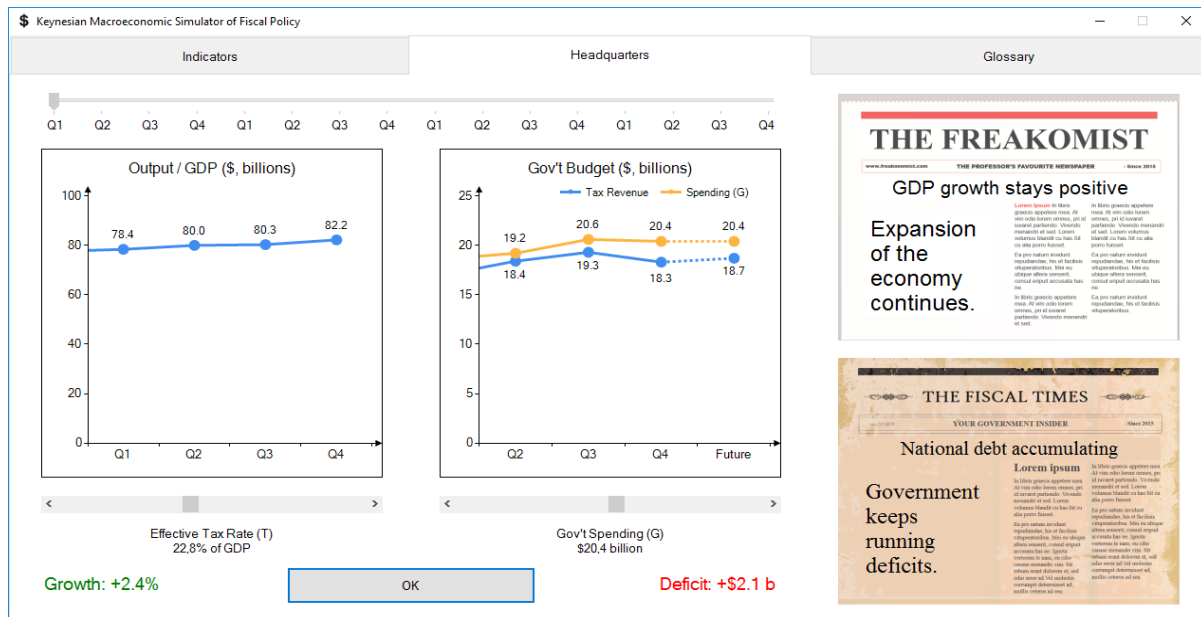 $ Keynesian Macroeconomic Simulator of Fiscal Policy
Indicators
Headquarters
Glossary
Q1 Q2 Q3 Q4 Q1 Q2 Q3 Q4 Q1 Q2 Q3 Q4 Q1 Q2 Q3 Q4
Output / GDP ($, billions)
100
80
60
40
20
0
78.4
80.0
80.3
82.2
Q1 Q2 Q3 Q4
Gov't Budget ($, billions)
Tax Revenue
Spending (G)
25
20
15
10
5
0
19.2
20.6
20.4
20.4
18.4
19.3
18.3
18.7
Q2 Q3 Q4 Future
Effective Tax Rate (T)
22,8% of GDP
Gov't Spending (G)
$20,4 billion
Growth: +2.4%
OK
Deficit: +$2.1 b
THE FREAKOMIST
www.freakonomist.com
THE PROFESSOR'S FAVOURITE NEWSPAPER
- Since 2015
GDP growth stays positive
Expansion
of the
economy
continues.
THE FISCAL TIMES
YOUR GOVERNMENT INSIDER
-Since 2015
National debt accumulating
Lorem ipsum
Government
keeps
running
deficits.